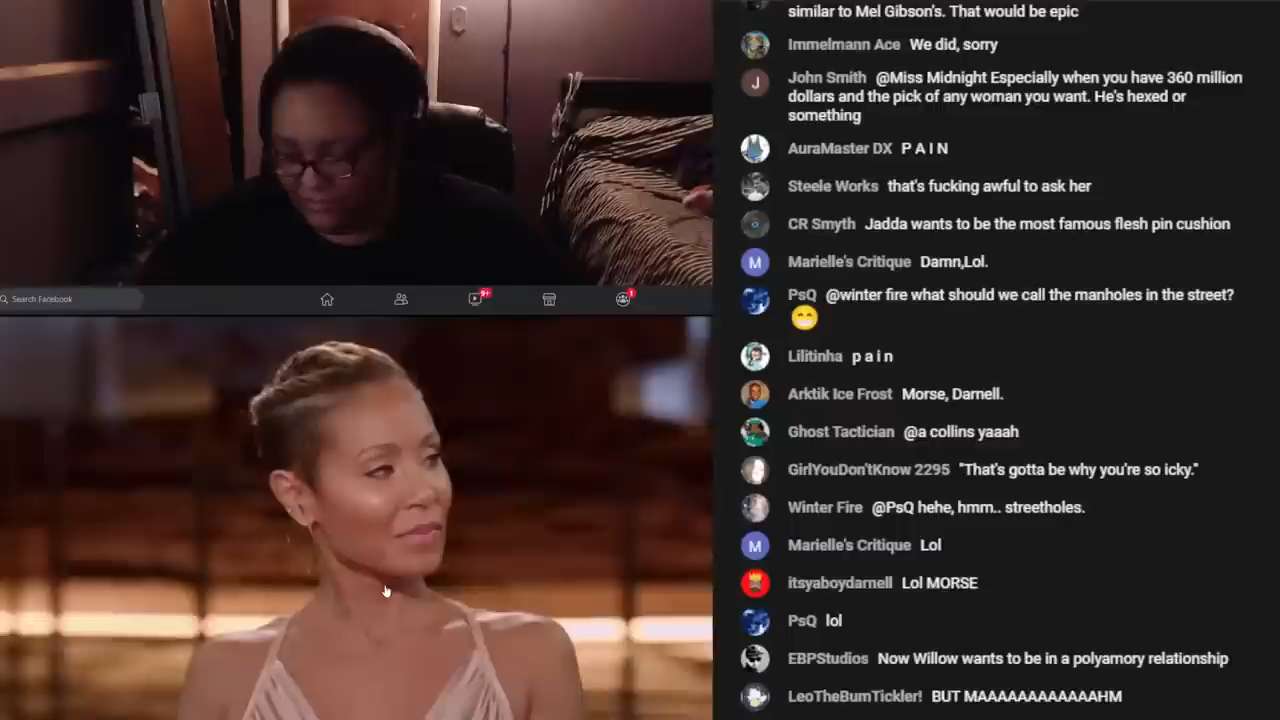 similar to Mel Gibson's. That would be epic
Immelmann Ace We did, sorry
John Smith @Miss Midnight Especially when you have 360 million
dollars and the pick of any woman you want. He's hexed or
something
AuraMaster DX P A I N
Steele Works that's fucking awful to ask her
CR Smyth Jadda wants to be the most famous flesh pin cushion
Marielle's Critique Damn,Lol.
PsQ @winter fire what should we call the manholes in the street?
Lilitinha p a i n
Arktik Ice Frost Morse, Darnell.
Ghost Tactician @a collins yaaah
GirlYouDon'tKnow 2295 "That's gotta be why you're so icky."
Winter Fire @PsQ hehe, hmm.. streetholes.
Marielle's Critique Lol
itsyaboydarnell Lol MORSE
PsQ lol
EBPStudios Now Willow wants to be in a polyamory relationship
LeoTheBumTickler! BUT MAAAAAAAAAAAAHM
Search Facebook
9+
1
J
M
M